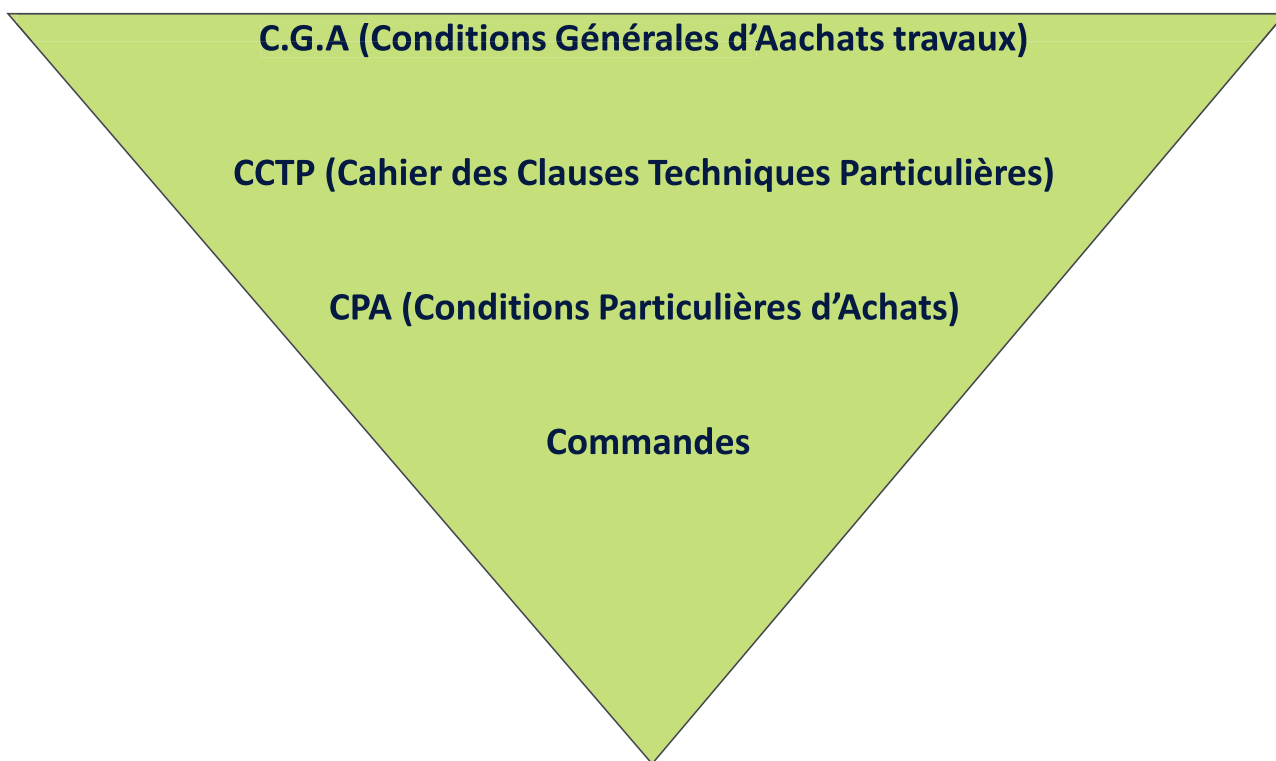 C.G.A (Conditions Générales d’Aachats travaux)
CCTP (Cahier des Clauses Techniques Particulières)
CPA (Conditions Particulières d’Achats)
Commandes